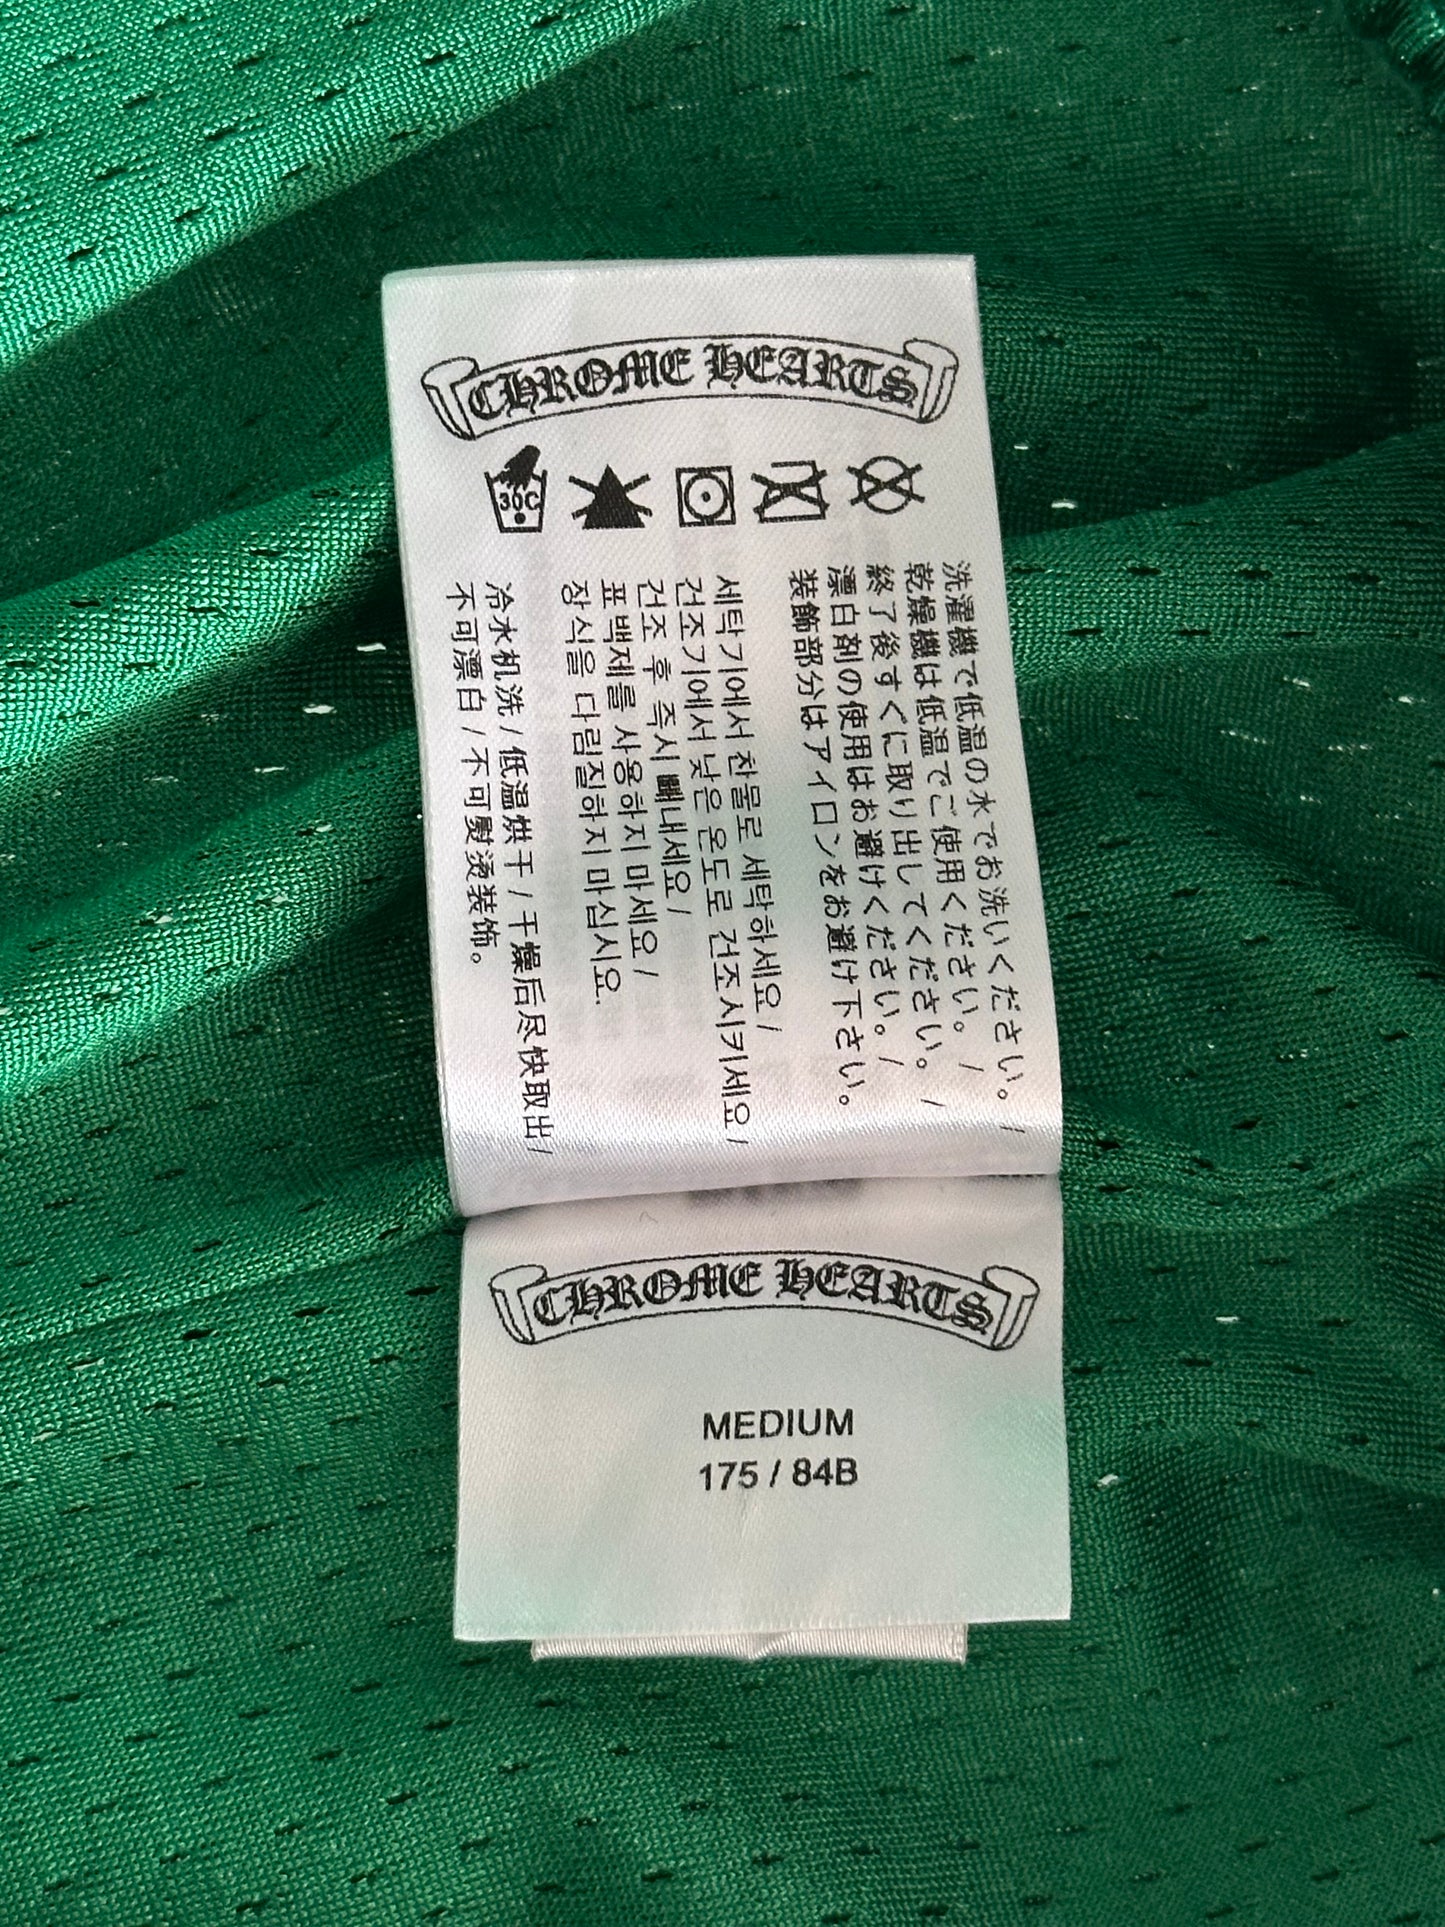 CHROME HEARTS
30C
洗濯機で低温の水でお洗いください。 /
乾燥機は低温でご使用ください。 /
終了後すぐに取り出してください。 /
漂白剤の使用はお避けください。 /
装飾部分はアイロンをお避け下さい。
세탁기에서 찬물로 세탁하세요 /
건조기에서 낮은 온도로 건조시키세요 /
건조 후 즉시 빼내세요 /
표백제를 사용하지 마세요 /
장식을 다림질하지 마십시요.
冷水机洗 / 低温烘干 / 干燥后尽快取出 /
不可漂白 / 不可熨烫装饰。
CHROME HEARTS
MEDIUM
175 / 84B